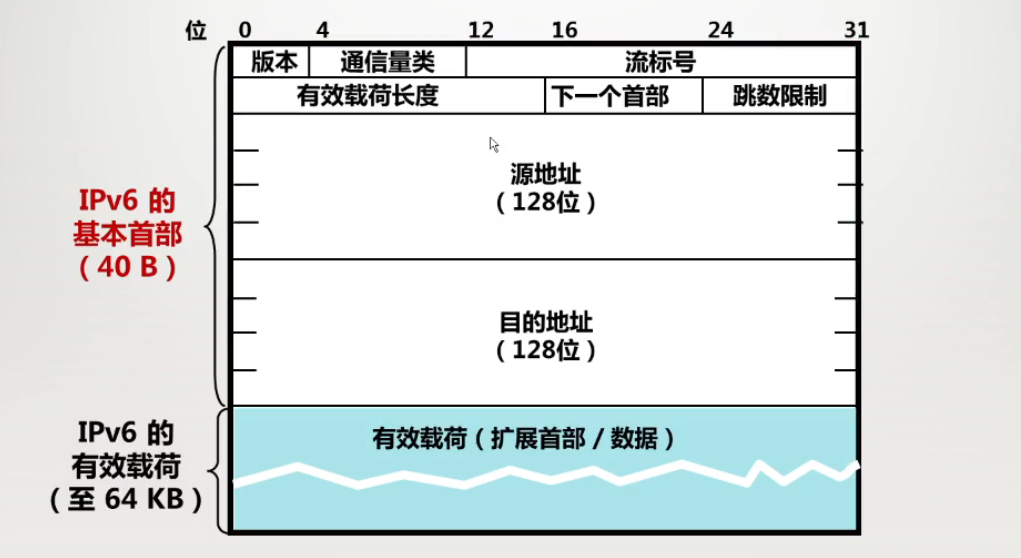 位 0 4 12 16 24 31
版本 通信量类 流标号
有效载荷长度 下一个首部 跳数限制
源地址
（128位）
IPv6 的
基本首部
（40 B）
目的地址
（128位）
IPv6 的
有效载荷
（至 64 KB）
有效载荷（扩展首部 / 数据）